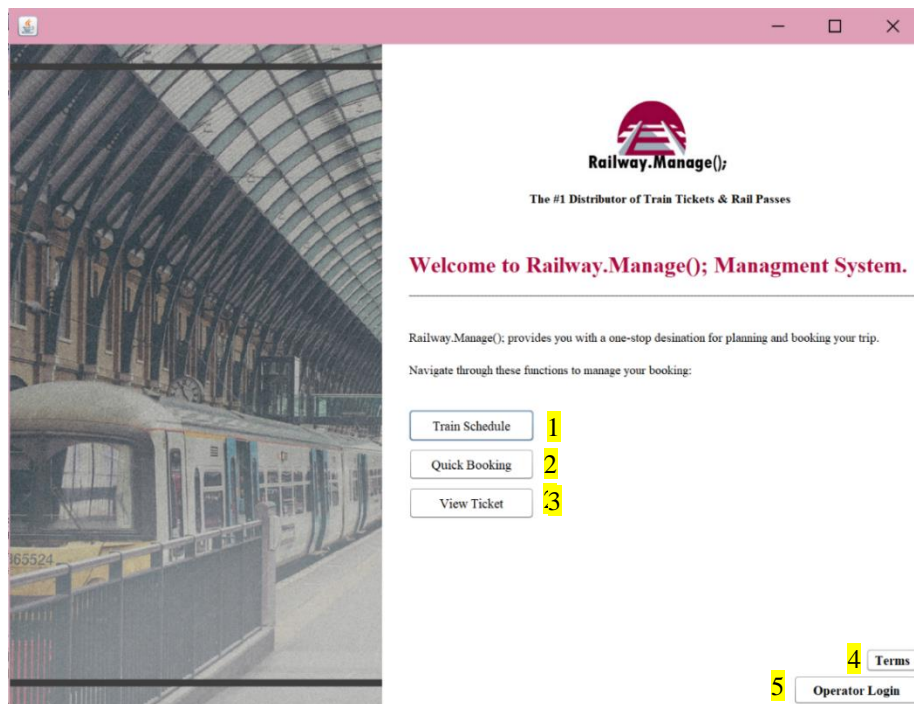 Railway.Manage();
The #1 Distributor of Train Tickets & Rail Passes
Welcome to Railway.Manage(); Managment System.
Railway.Manage(); provides you with a one-stop desination for planning and booking your trip.
Navigate through these functions to manage your booking:
Train Schedule 1
Quick Booking 2
View Ticket 3
365524
4 Terms
5 Operator Login